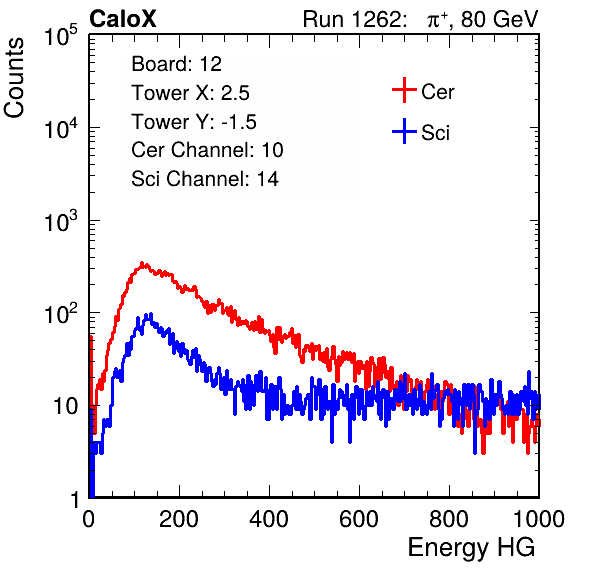 CaloX Run 1262: π⁺, 80 GeV
Counts
10⁵
10⁴
10³
10²
10
1
Board: 12
Tower X: 2.5
Tower Y: -1.5
Cer Channel: 10
Sci Channel: 14
Cer
Sci
0 200 400 600 800 1000
Energy HG